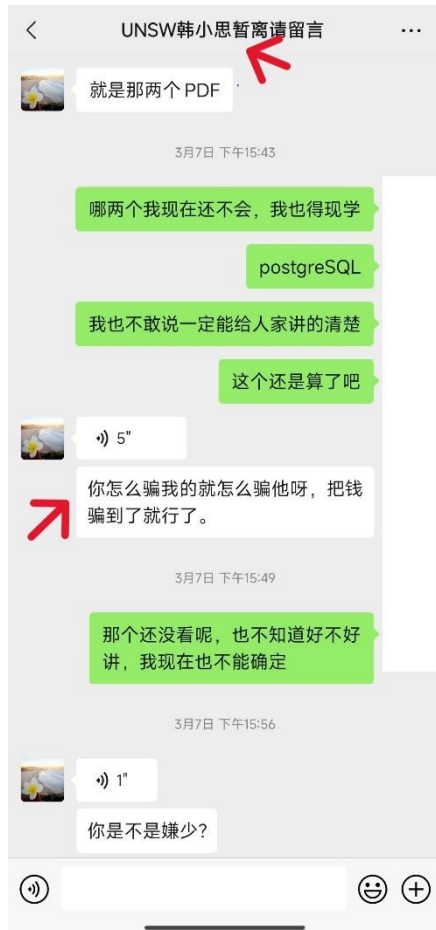 UNSW韩小思暂离请留言
就是那两个PDF
3月7日 下午15:43
哪两个我现在还不会，我也得现学
postgreSQL
我也不敢说一定能给人家讲的清楚
这个还是算了吧
5"
你怎么骗我的就怎么骗他呀，把钱
骗到了就行了。
3月7日 下午15:49
那个还没看呢，也不知道好不好
讲，我现在也不能确定
3月7日 下午15:56
1"
你是不是嫌少?